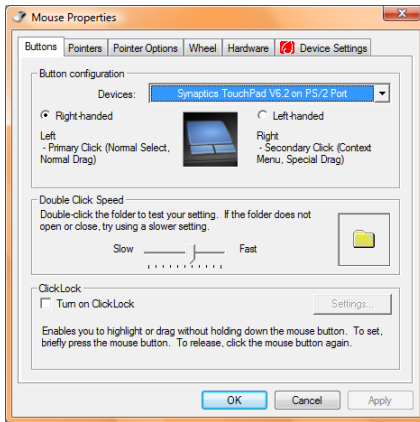 Mouse Properties
Buttons Pointers Pointer Options Wheel Hardware Device Settings
Button configuration
Devices: Synaptics TouchPad V6.2 on PS/2 Port
Right-handed Left-handed
Left
- Primary Click (Normal Select,
Normal Drag)
Right
- Secondary Click (Context
Menu, Special Drag)
Double Click Speed
Double-click the folder to test your setting. If the folder does not
open or close, try using a slower setting.
Slow Fast
ClickLock
Turn on ClickLock Settings...
Enables you to highlight or drag without holding down the mouse button. To set,
briefly press the mouse button. To release, click the mouse button again.
OK Cancel Apply